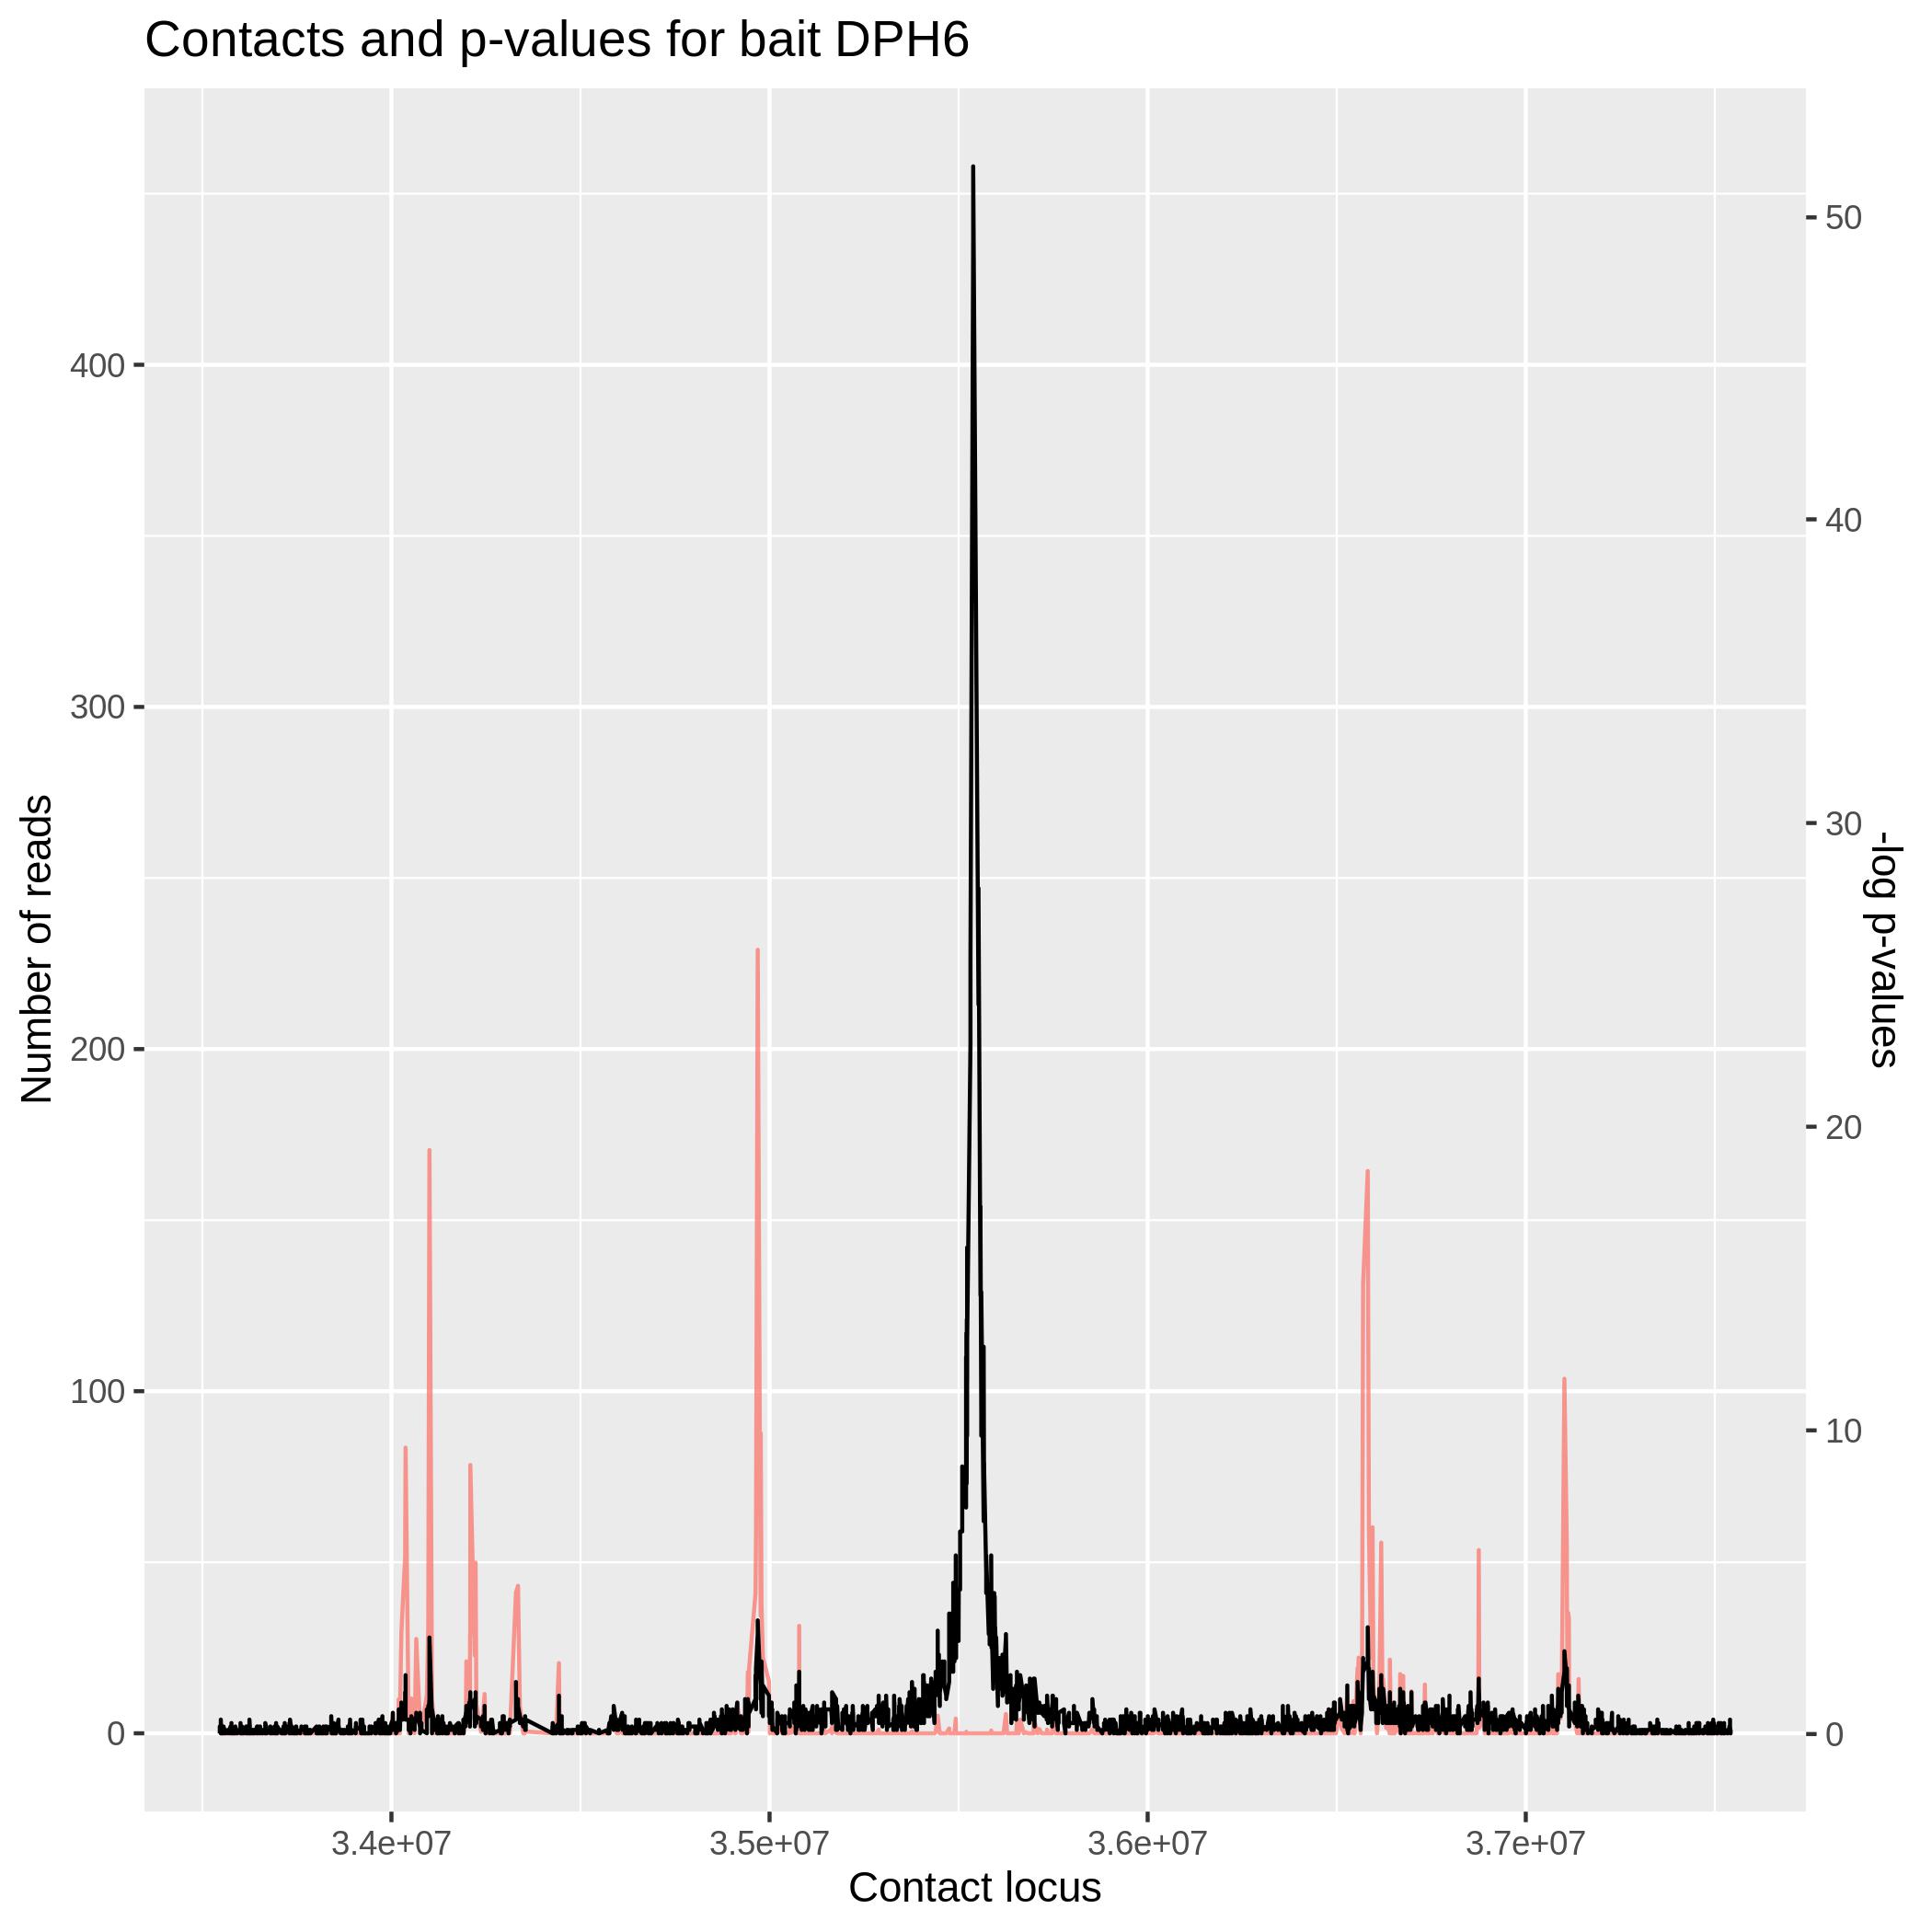 Contacts and p-values for bait DPH6
Number of reads
400
300
200
100
0
50
40
30
20
10
0
-log p-values
3.4e+07
3.5e+07
3.6e+07
3.7e+07
Contact locus